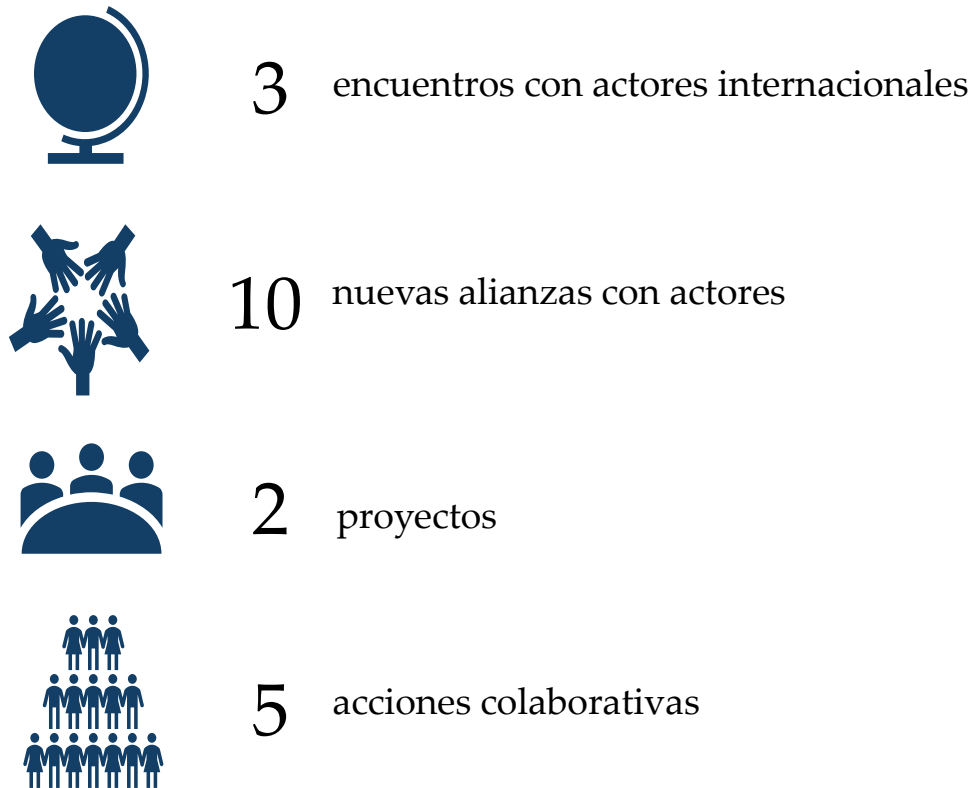 3 encuentros con actores internacionales
10 nuevas alianzas con actores
2 proyectos
5 acciones colaborativas